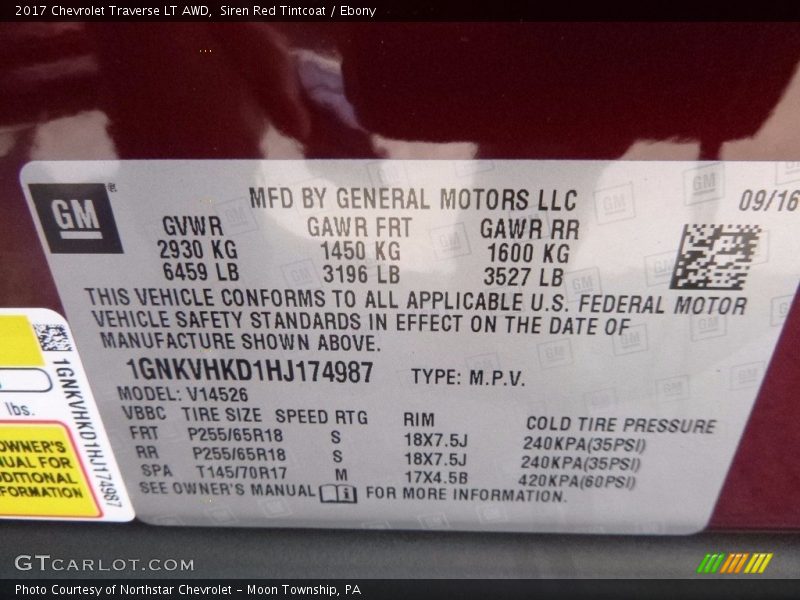 2017 Chevrolet Traverse LT AWD,  Siren Red Tintcoat / Ebony
GM
®
MFD BY GENERAL MOTORS LLC
09/16
GVWR GAWR FRT GAWR RR
2930 KG 1450 KG 1600 KG
6459 LB 3196 LB 3527 LB
THIS VEHICLE CONFORMS TO ALL APPLICABLE U.S. FEDERAL MOTOR
VEHICLE SAFETY STANDARDS IN EFFECT ON THE DATE OF
MANUFACTURE SHOWN ABOVE.
1GNKVHKD1HJ174987 TYPE: M.P.V.
MODEL: V14526
VBBC TIRE SIZE SPEED RTG RIM COLD TIRE PRESSURE
FRT P255/65R18 S 18X7.5J 240KPA(35PSI)
RR P255/65R18 S 18X7.5J 240KPA(35PSI)
SPA T145/70R17 M 17X4.5B 420KPA(60PSI)
SEE OWNER'S MANUAL i FOR MORE INFORMATION.
1GNKVHKD1HJ174987
lbs.
OWNER'S
NUAL FOR
DDITIONAL
FORMATION
GTCARLOT.COM
Photo Courtesy of Northstar Chevrolet - Moon Township, PA